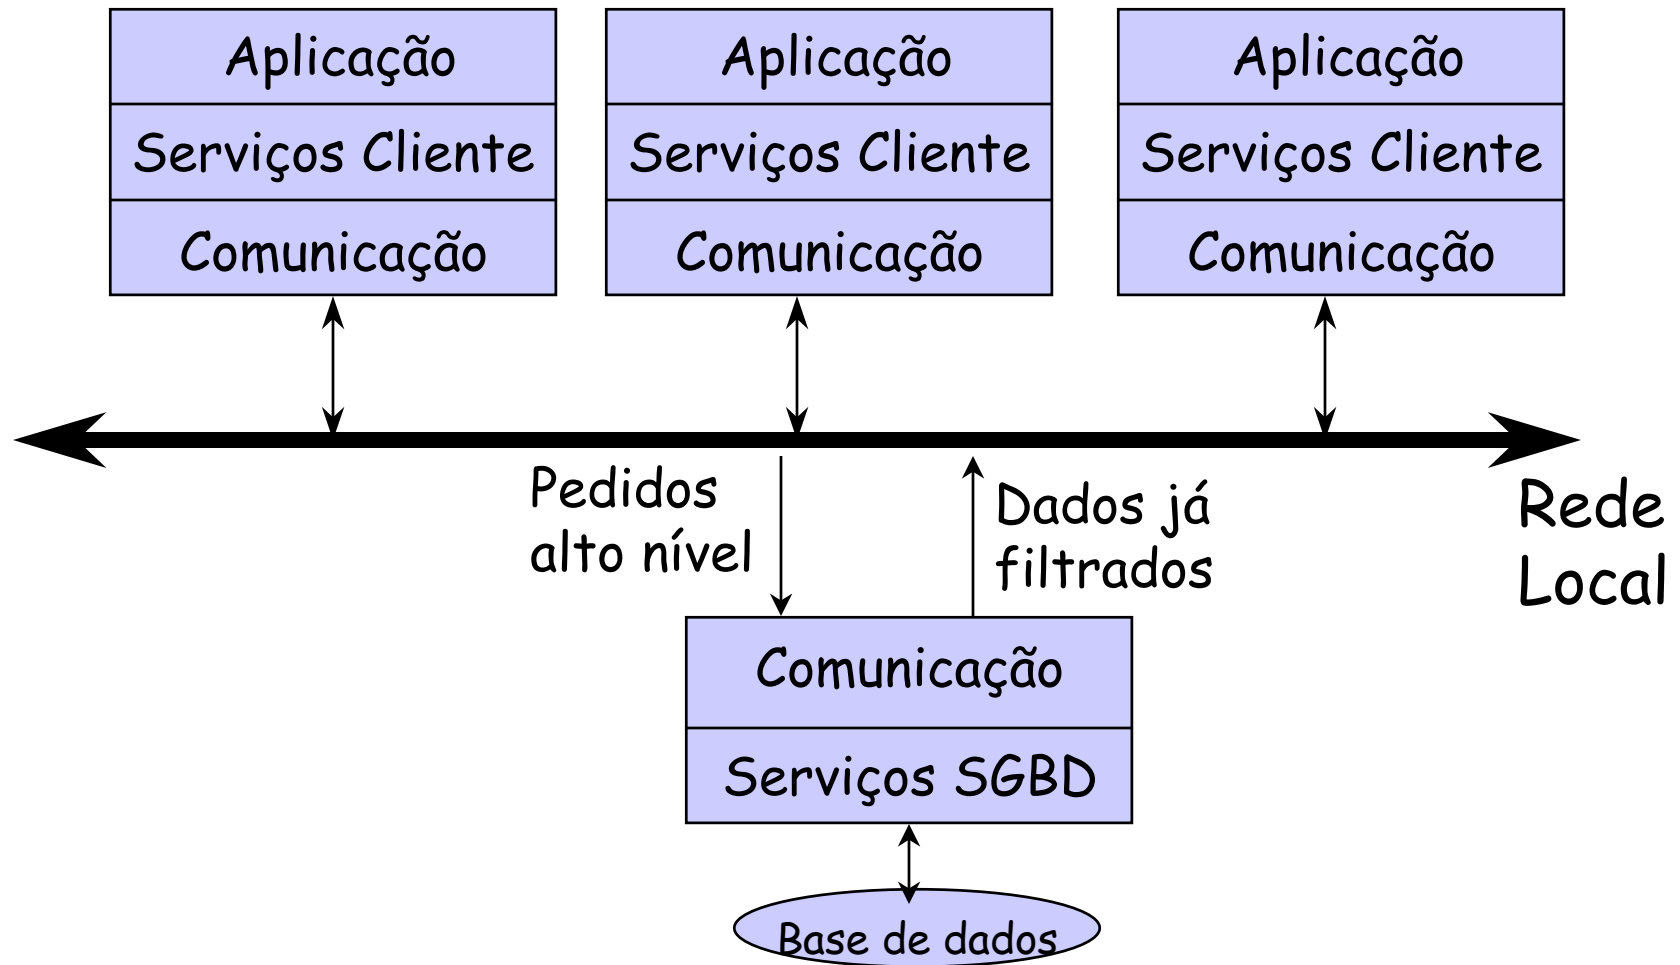 Aplicação
Serviços Cliente
Comunicação
Aplicação
Serviços Cliente
Comunicação
Aplicação
Serviços Cliente
Comunicação
Pedidos
alto nível
Dados já
filtrados
Rede
Local
Comunicação
Serviços SGBD
Base de dados